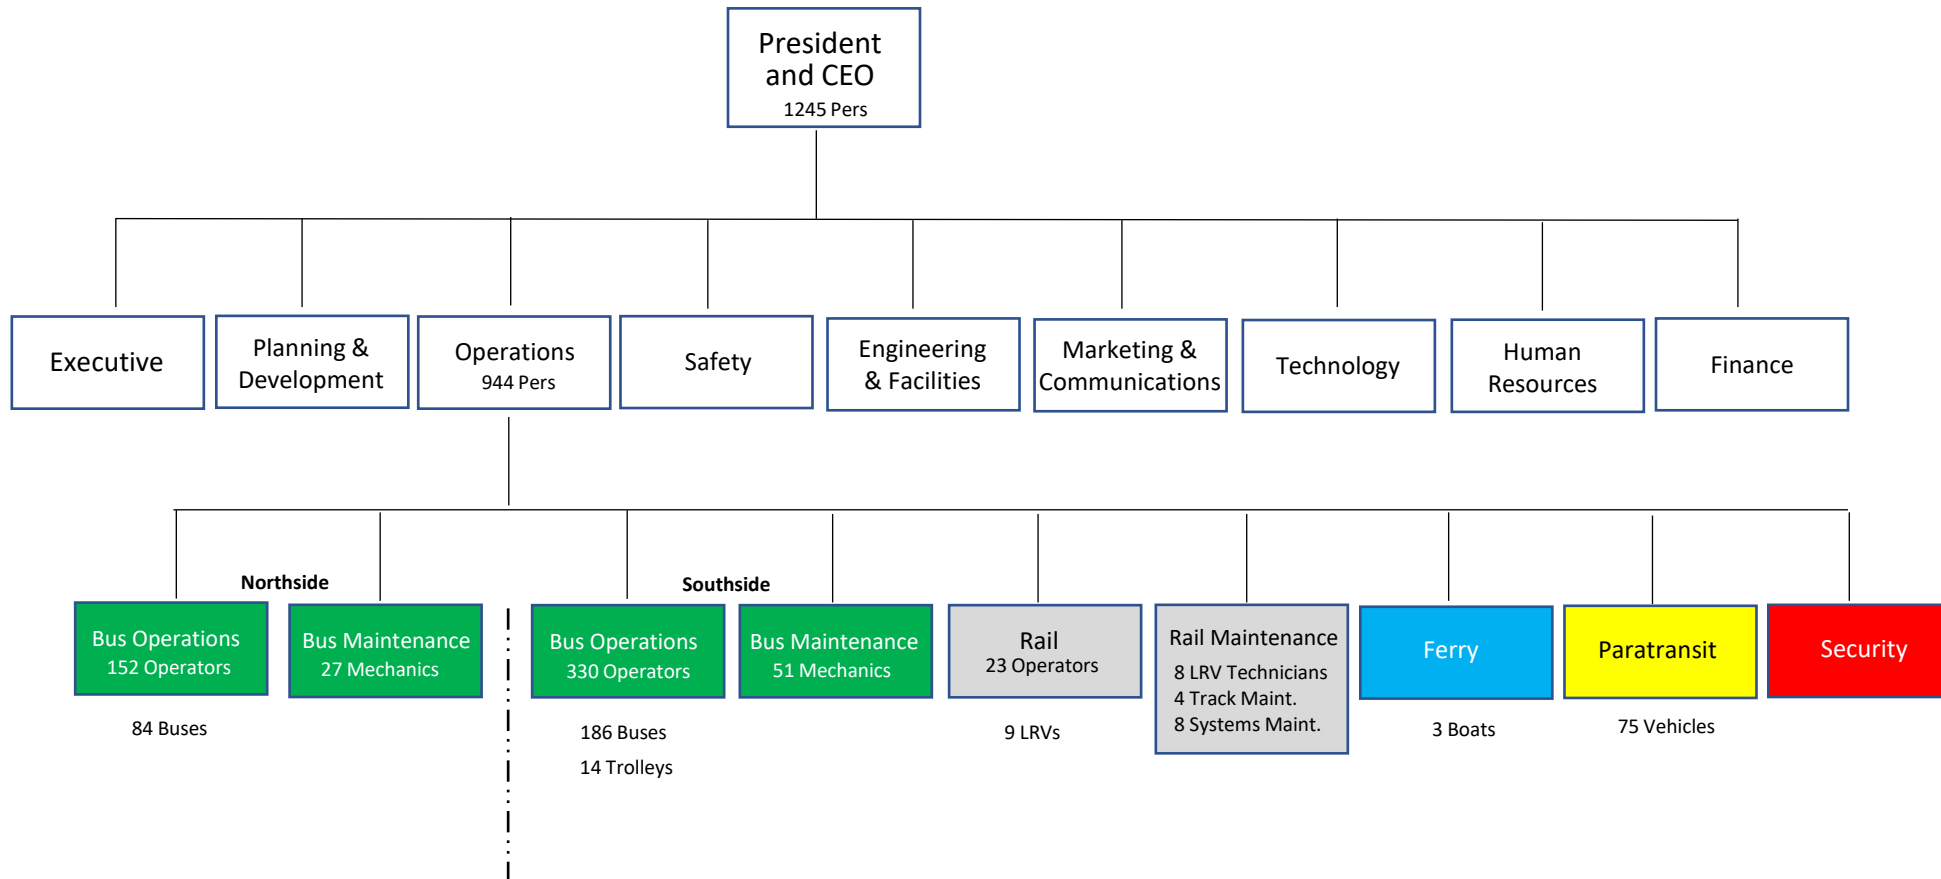 President
and CEO
1245 Pers
Executive
Planning &
Development
Operations
944 Pers
Safety
Engineering
& Facilities
Marketing &
Communications
Technology
Human
Resources
Finance
Northside
Southside
Bus Operations
152 Operators
Bus Maintenance
27 Mechanics
Bus Operations
330 Operators
Bus Maintenance
51 Mechanics
Rail
23 Operators
Rail Maintenance
8 LRV Technicians
4 Track Maint.
8 Systems Maint.
Ferry
Paratransit
Security
84 Buses
186 Buses
14 Trolleys
9 LRVs
3 Boats
75 Vehicles